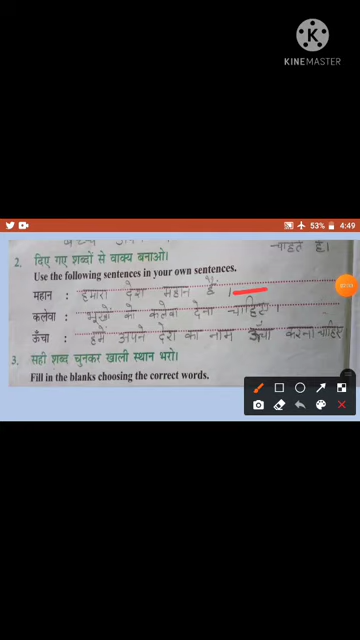 K
KINEMASTER
53% 4:49
चाहते हैं।
2. दिए गए शब्दों से वाक्य बनाओ।
Use the following sentences in your own sentences.
महान : हमारा देश महान है ।
कलेवा : भूखों को कलेवा देना चाहिए ।
ऊँचा : हमें अपने देश का नाम ऊँचा करना चाहिए
3. सही शब्द चुनकर खाली स्थान भरो।
Fill in the blanks choosing the correct words.